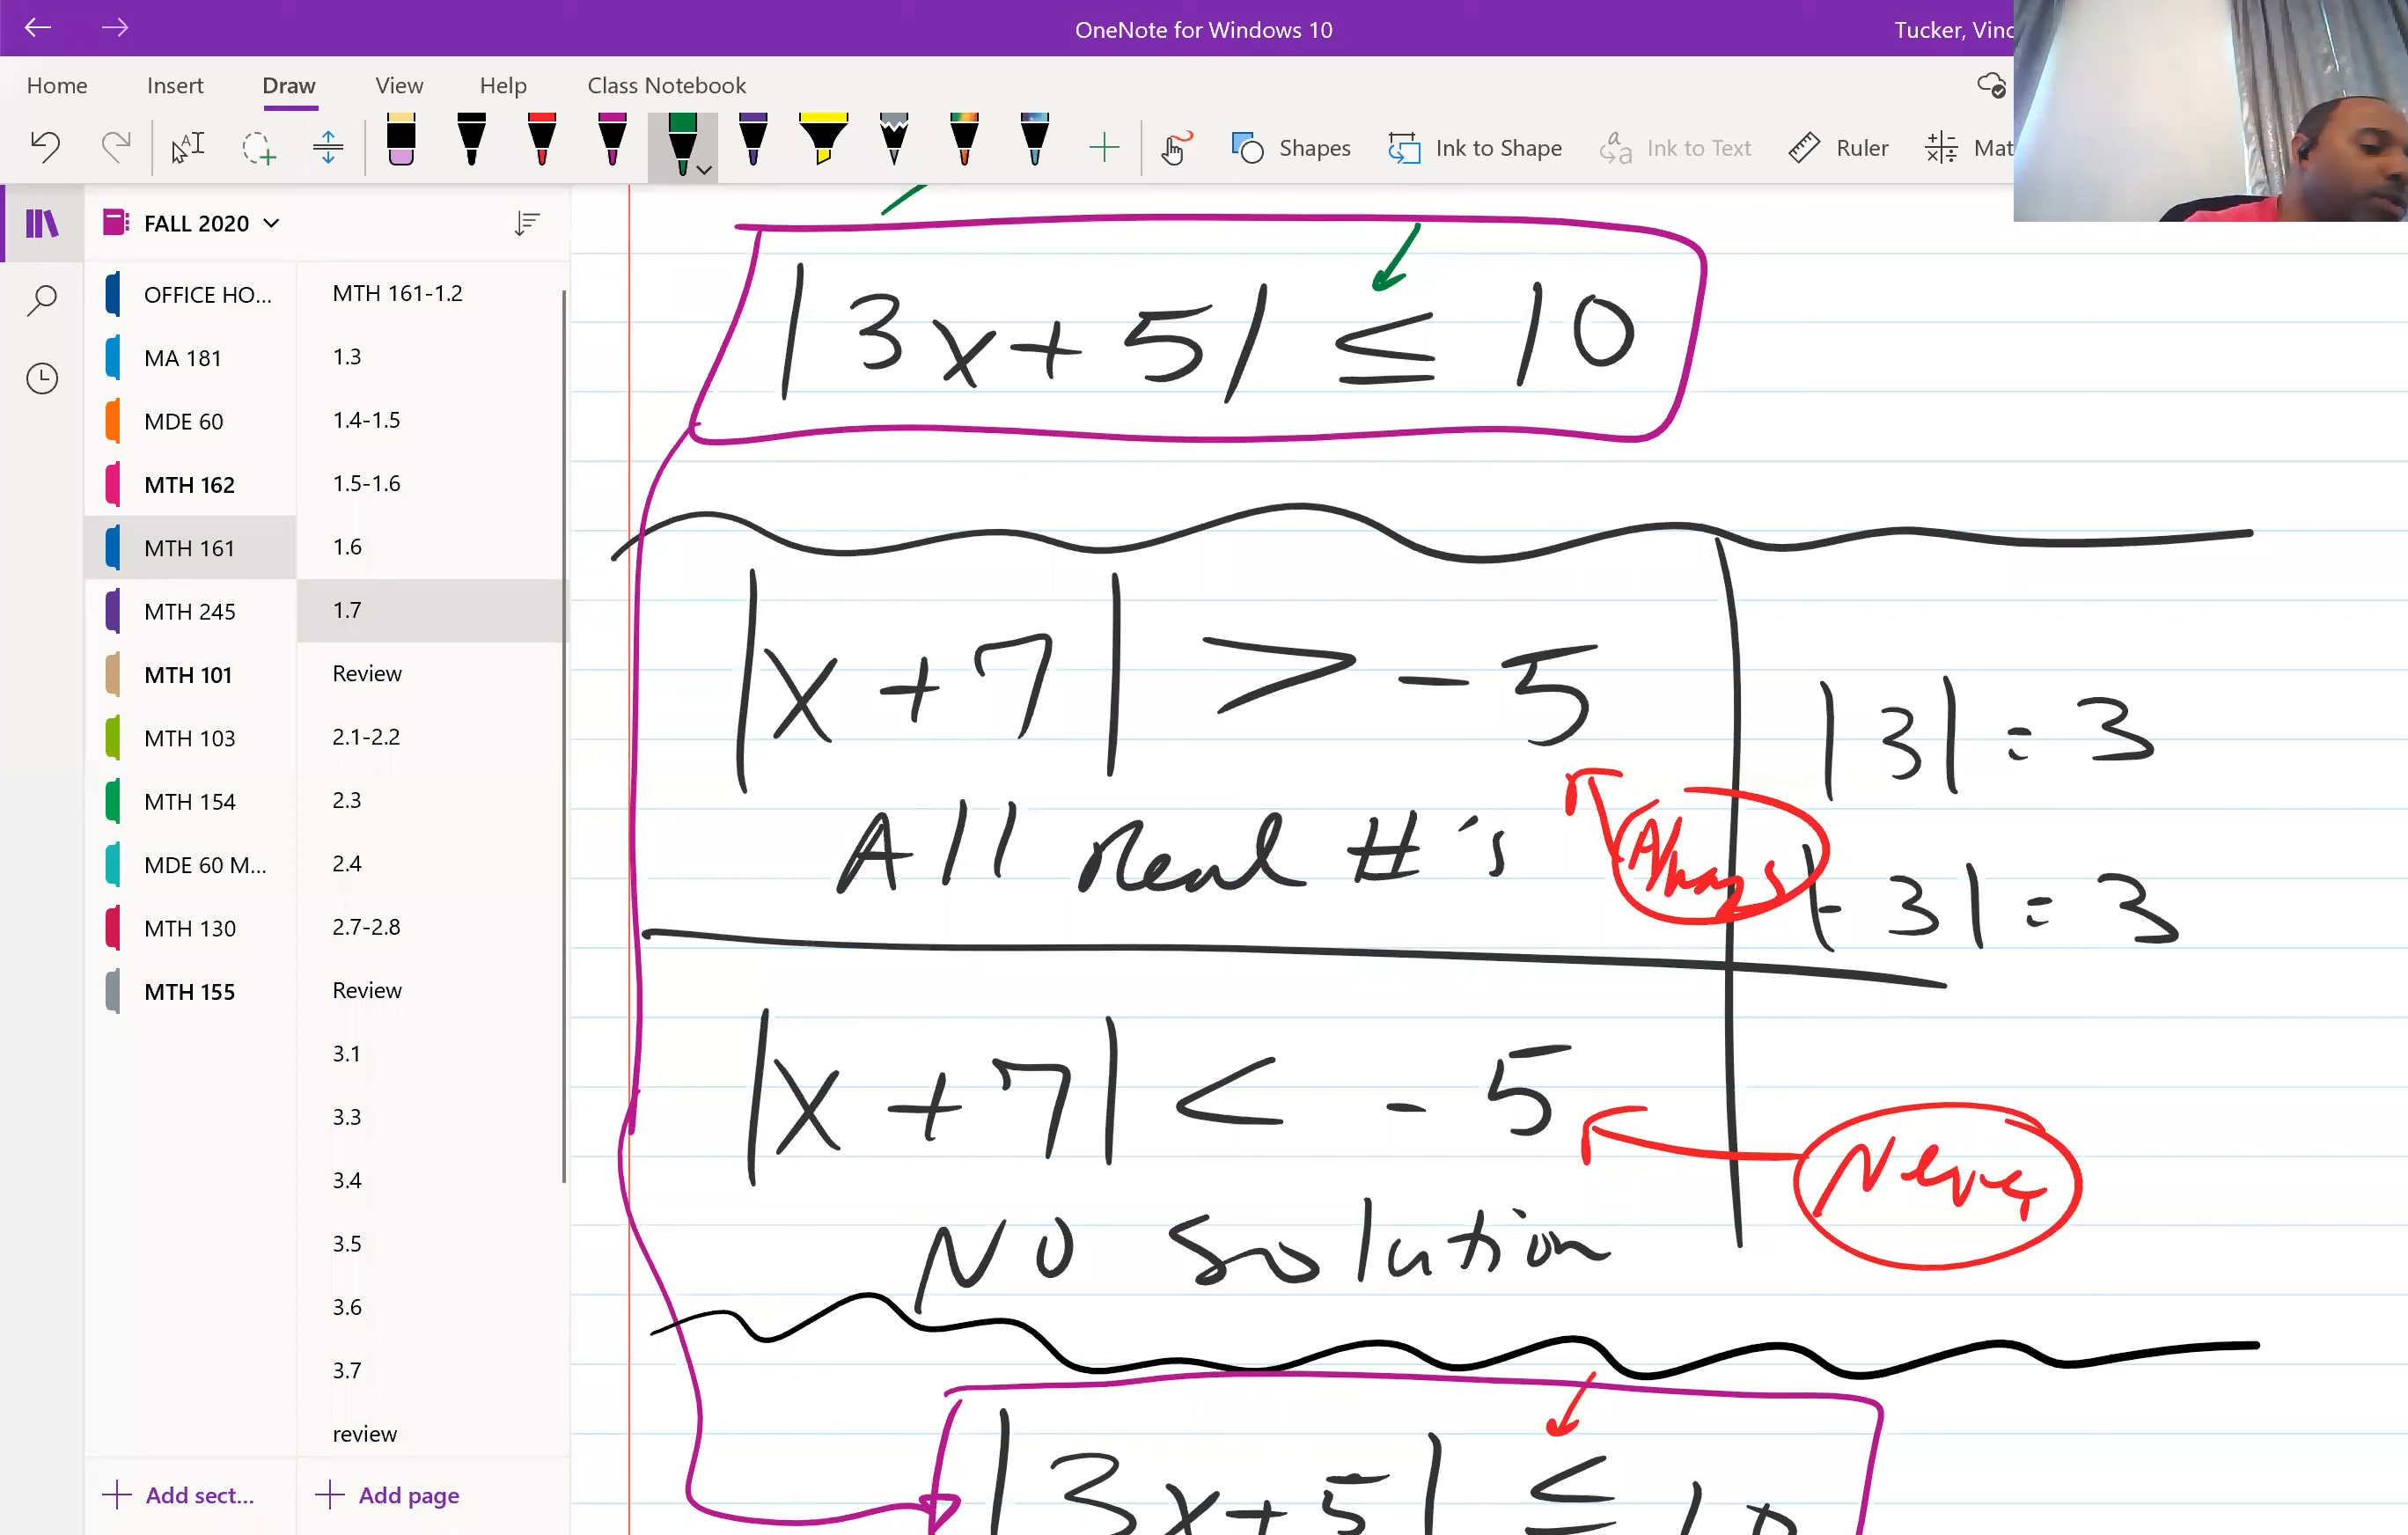 OneNote for Windows 10
Tucker, Vinc
Home Insert Draw View Help Class Notebook
Shapes Ink to Shape Ink to Text Ruler Mat
FALL 2020
OFFICE HO...
MA 181
MDE 60
MTH 162
MTH 161
MTH 245
MTH 101
MTH 103
MTH 154
MDE 60 M...
MTH 130
MTH 155
Add sect...
MTH 161-1.2
1.3
1.4-1.5
1.5-1.6
1.6
1.7
Review
2.1-2.2
2.3
2.4
2.7-2.8
Review
3.1
3.3
3.4
3.5
3.6
3.7
review
Add page
|3x+5| ≤ 10
|x+7| > -5
All Real #'s
Always
|3| = 3
|-3| = 3
|x+7| < -5
Never
No solution
|3x+5| ≤ 10